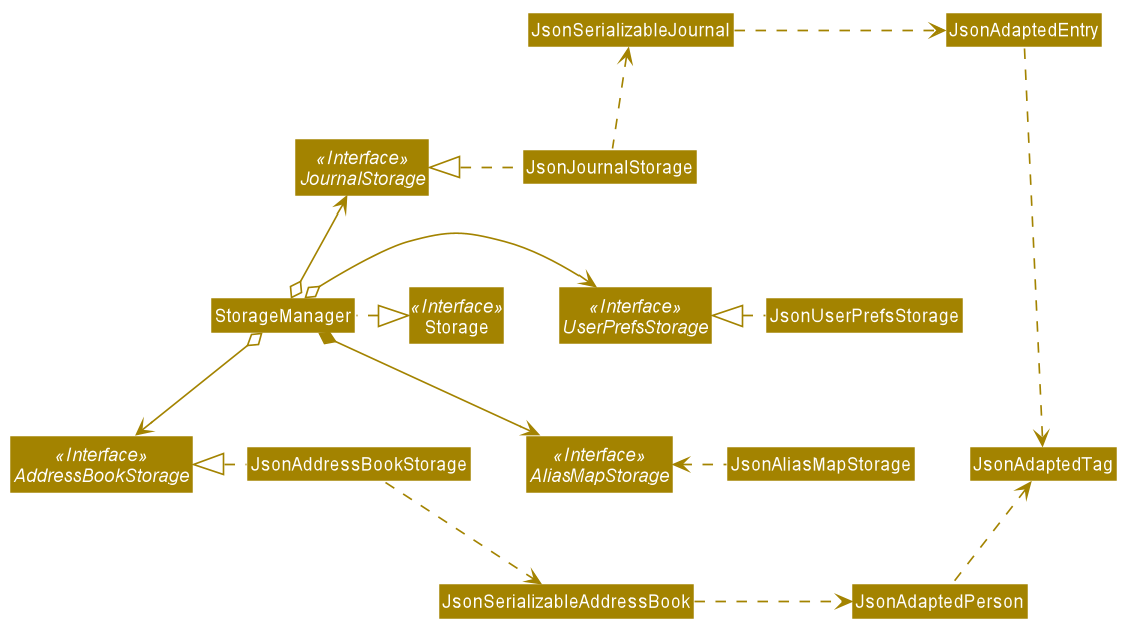 JsonSerializableJournal
JsonAdaptedEntry
«Interface»
JournalStorage
JsonJournalStorage
StorageManager
«Interface»
Storage
«Interface»
UserPrefsStorage
JsonUserPrefsStorage
«Interface»
AddressBookStorage
JsonAddressBookStorage
«Interface»
AliasMapStorage
JsonAliasMapStorage
JsonAdaptedTag
JsonSerializableAddressBook
JsonAdaptedPerson